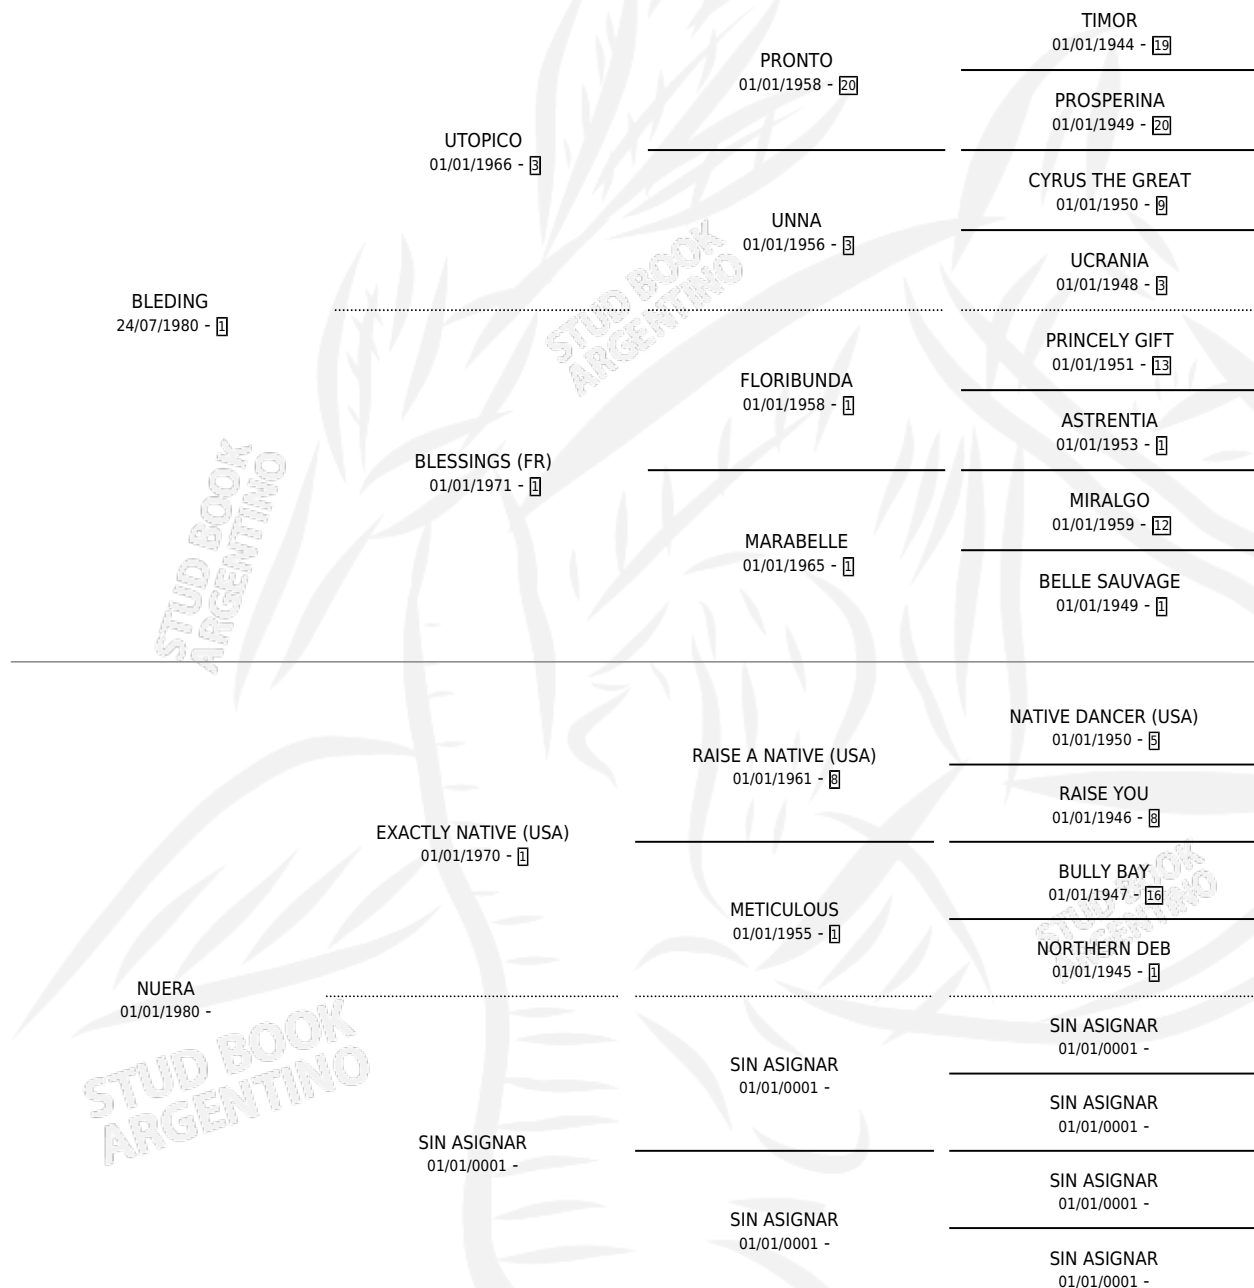 BLEDING
24/07/1980 - 1
UTOPICO
01/01/1966 - 3
PRONTO
01/01/1958 - 20
TIMOR
01/01/1944 - 19
PROSPERINA
01/01/1949 - 20
UNNA
01/01/1956 - 3
CYRUS THE GREAT
01/01/1950 - 9
UCRANIA
01/01/1948 - 3
BLESSINGS (FR)
01/01/1971 - 1
FLORIBUNDA
01/01/1958 - 1
PRINCELY GIFT
01/01/1951 - 13
ASTRENTIA
01/01/1953 - 1
MARABELLE
01/01/1965 - 1
MIRALGO
01/01/1959 - 12
BELLE SAUVAGE
01/01/1949 - 1
NUERA
01/01/1980 -
EXACTLY NATIVE (USA)
01/01/1970 - 1
RAISE A NATIVE (USA)
01/01/1961 - 8
NATIVE DANCER (USA)
01/01/1950 - 5
RAISE YOU
01/01/1946 - 8
METICULOUS
01/01/1955 - 1
BULLY BAY
01/01/1947 - 16
NORTHERN DEB
01/01/1945 - 1
SIN ASIGNAR
01/01/0001 -
SIN ASIGNAR
01/01/0001 -
SIN ASIGNAR
01/01/0001 -
SIN ASIGNAR
01/01/0001 -
SIN ASIGNAR
01/01/0001 -
SIN ASIGNAR
01/01/0001 -
SIN ASIGNAR
01/01/0001 -
STUD BOOK
ARGENTINO
STUD BOOK
ARGENTINO
STUD BOOK
ARGENTINO
STUD BOOK
ARGENTINO